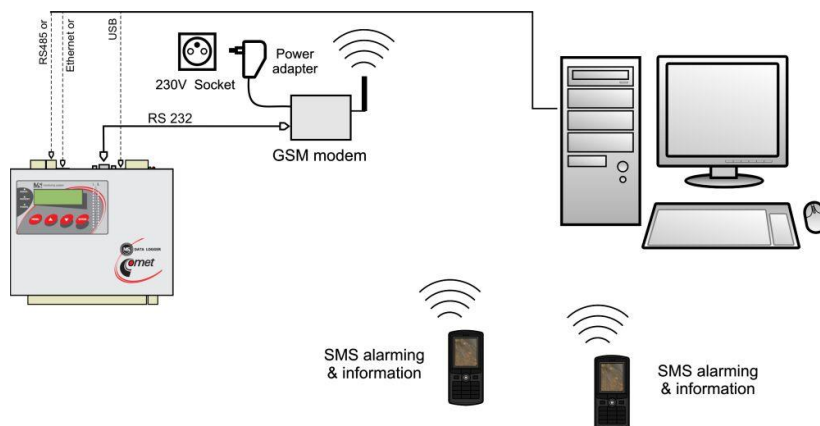 RS485 or
Ethernet or
USB
230V Socket
Power
adapter
RS 232
GSM modem
DATA LOGGER
Comet
SMS alarming
& information
SMS alarming
& information